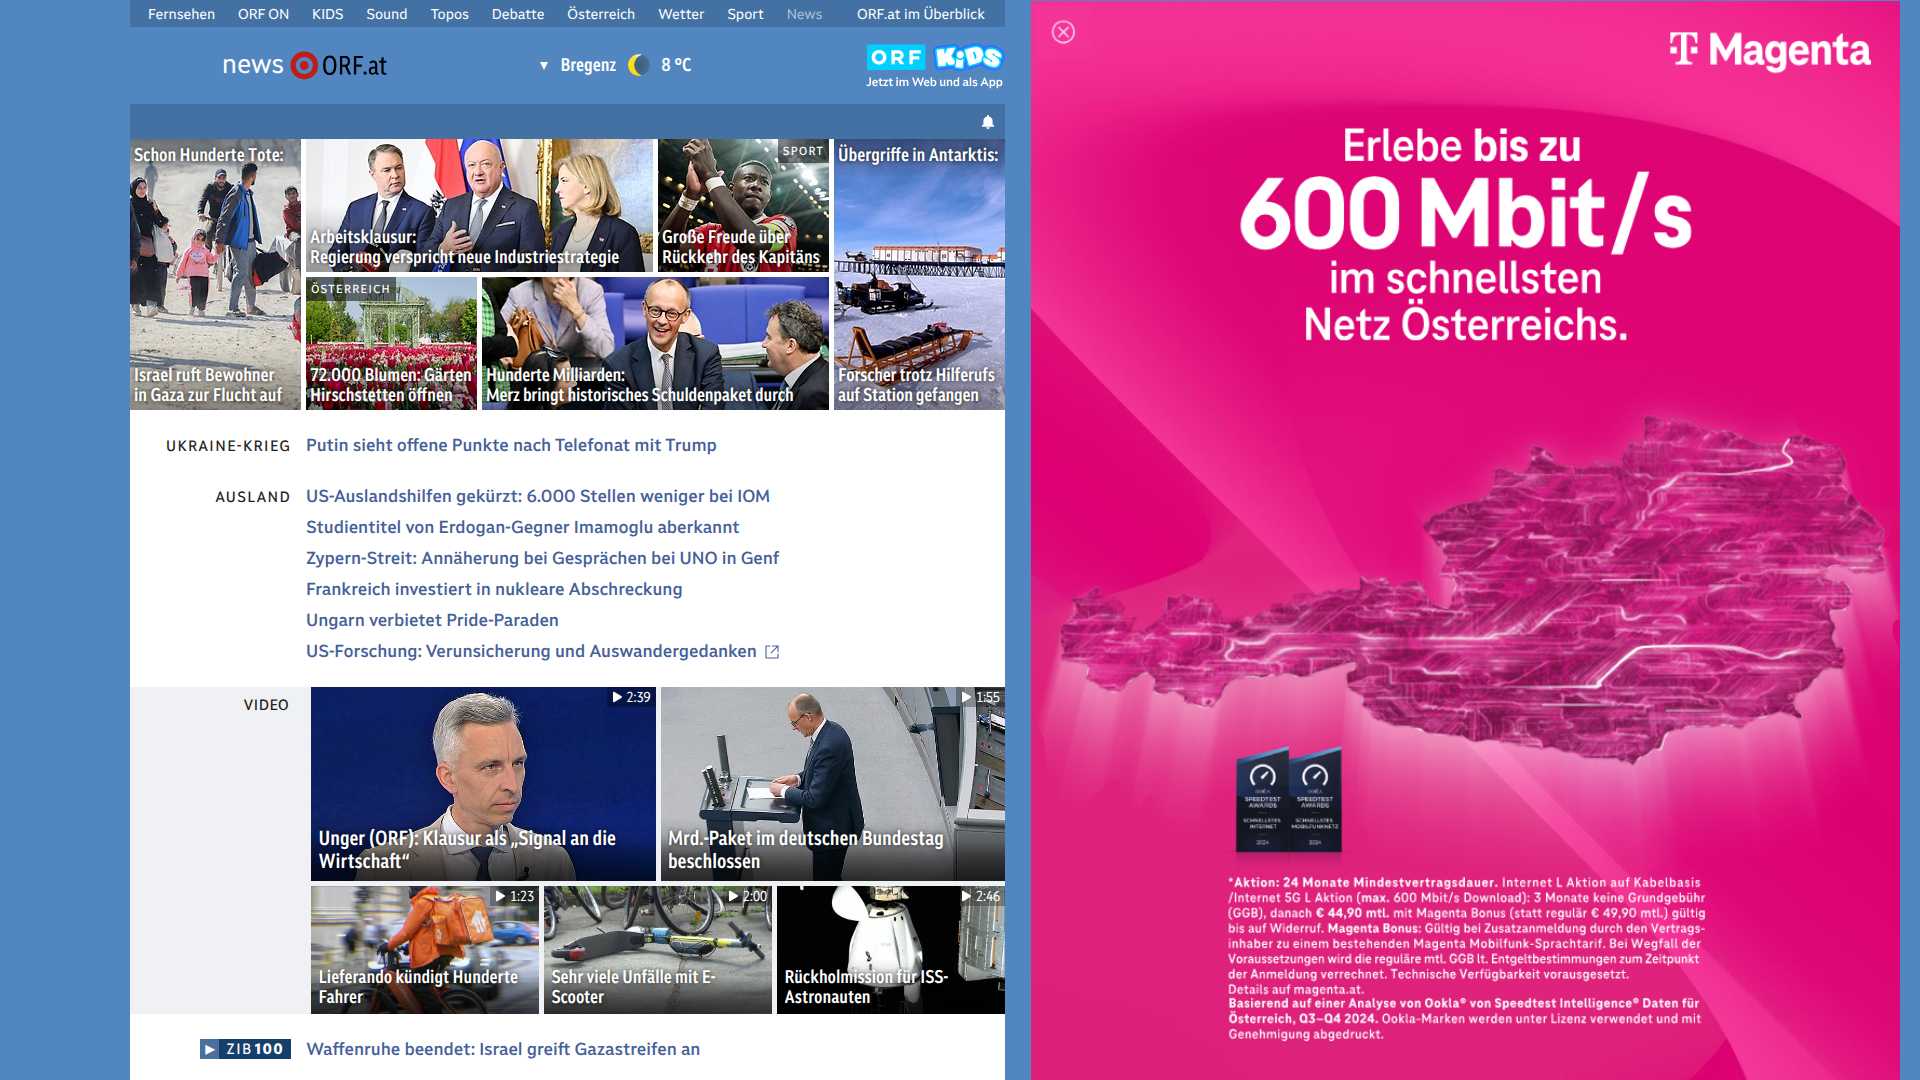 Fernsehen ORF ON KIDS Sound Topos Debatte Österreich Wetter Sport News ORF.at im Überblick
news ORF.at
▼ Bregenz 8 °C
ORF KiDS
Jetzt im Web und als App
Schon Hunderte Tote:
Israel ruft Bewohner
in Gaza zur Flucht auf
Arbeitsklausur:
Regierung verspricht neue Industriestrategie
SPORT
Große Freude über
Rückkehr des Kapitäns
Übergriffe in Antarktis:
Forscher trotz Hilferufs
auf Station gefangen
ÖSTERREICH
72.000 Blumen: Gärten
Hirschstetten öffnen
Hunderte Milliarden:
Merz bringt historisches Schuldenpaket durch
UKRAINE-KRIEG Putin sieht offene Punkte nach Telefonat mit Trump
AUSLAND US-Auslandshilfen gekürzt: 6.000 Stellen weniger bei IOM
Studientitel von Erdogan-Gegner Imamoglu aberkannt
Zypern-Streit: Annäherung bei Gesprächen bei UNO in Genf
Frankreich investiert in nukleare Abschreckung
Ungarn verbietet Pride-Paraden
US-Forschung: Verunsicherung und Auswandergedanken
VIDEO
2:39
Unger (ORF): Klausur als „Signal an die
Wirtschaft“
1:55
Mrd.-Paket im deutschen Bundestag
beschlossen
1:23
Lieferando kündigt Hunderte
Fahrer
2:00
Sehr viele Unfälle mit E-
Scooter
2:46
Rückholmission für ISS-
Astronauten
ZIB 100 Waffenruhe beendet: Israel greift Gazastreifen an
T Magenta
Erlebe bis zu
600 Mbit/s
im schnellsten
Netz Österreichs.
OOKLA
SPEEDTEST
AWARDS
SCHNELLSTES
INTERNET
2024
OOKLA
SPEEDTEST
AWARDS
SCHNELLSTES
MOBILFUNKNETZ
2024
*Aktion: 24 Monate Mindestvertragsdauer. Internet L Aktion auf Kabelbasis
/Internet 5G L Aktion (max. 600 Mbit/s Download): 3 Monate keine Grundgebühr
(GGB), danach € 44,90 mtl. mit Magenta Bonus (statt regulär € 49,90 mtl.) gültig
bis auf Widerruf. Magenta Bonus: Gültig bei Zusatzanmeldung durch den Vertrags-
inhaber zu einem bestehenden Magenta Mobilfunk-Sprachtarif. Bei Wegfall der
Voraussetzungen wird die reguläre mtl. GGB lt. Entgeltbestimmungen zum Zeitpunkt
der Anmeldung verrechnet. Technische Verfügbarkeit vorausgesetzt.
Details auf magenta.at.
Basierend auf einer Analyse von Ookla® von Speedtest Intelligence® Daten für
Österreich, Q3–Q4 2024. Ookla-Marken werden unter Lizenz verwendet und mit
Genehmigung abgedruckt.